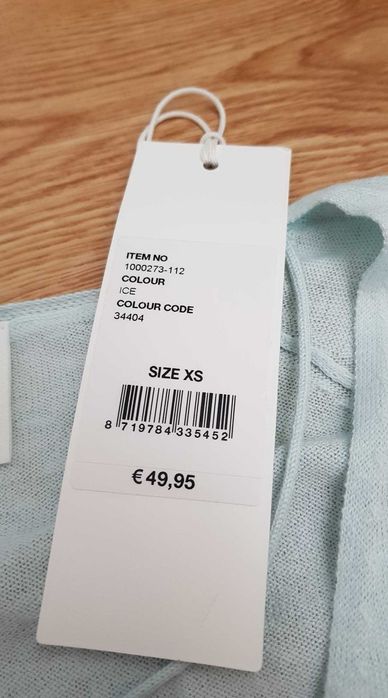 ITEM NO
1000273-112
COLOUR
ICE
COLOUR CODE
34404
SIZE XS
8 719784 335452
€ 49,95